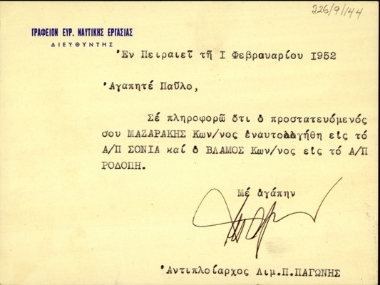 226/9/144
ΓΡΑΦΕΙΟΝ ΕΥΡ. ΝΑΥΤΙΚΗΣ ΕΡΓΑΣΙΑΣ
ΔΙΕΥΘΥΝΤΗΣ
Ἐν Πειραιεῖ τῇ I Φεβρουαρίου 1952
Ἀγαπητέ Παῦλο,
Σέ πληροφορῶ ὅτι ὁ προστατευόμενός
σου ΜΑΖΑΡΑΚΗΣ Κων/νος ἐναυτολογήθη εἰς τό
Α/Π ΣΟΝΙΑ καί ὁ ΒΛΑΜΟΣ Κων/νος εἰς τό Α/Π
ΡΟΔΟΠΗ.
Μέ ἀγάπην
Ἀντιπλοίαρχος Λιμ.Π.ΠΑΓΩΝΗΣ